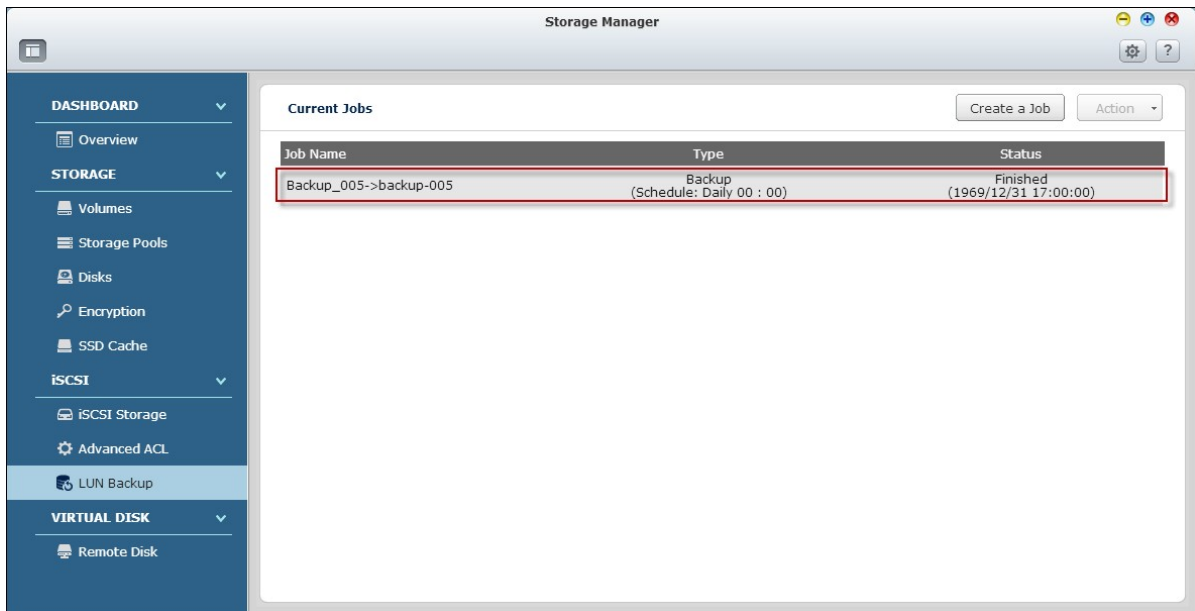 Storage Manager
?
DASHBOARD
Overview
STORAGE
Volumes
Storage Pools
Disks
Encryption
SSD Cache
iSCSI
iSCSI Storage
Advanced ACL
LUN Backup
VIRTUAL DISK
Remote Disk
Current Jobs
Create a Job
Action
Job Name Type Status
Backup_005->backup-005 Backup Finished
(Schedule: Daily 00 : 00) (1969/12/31 17:00:00)